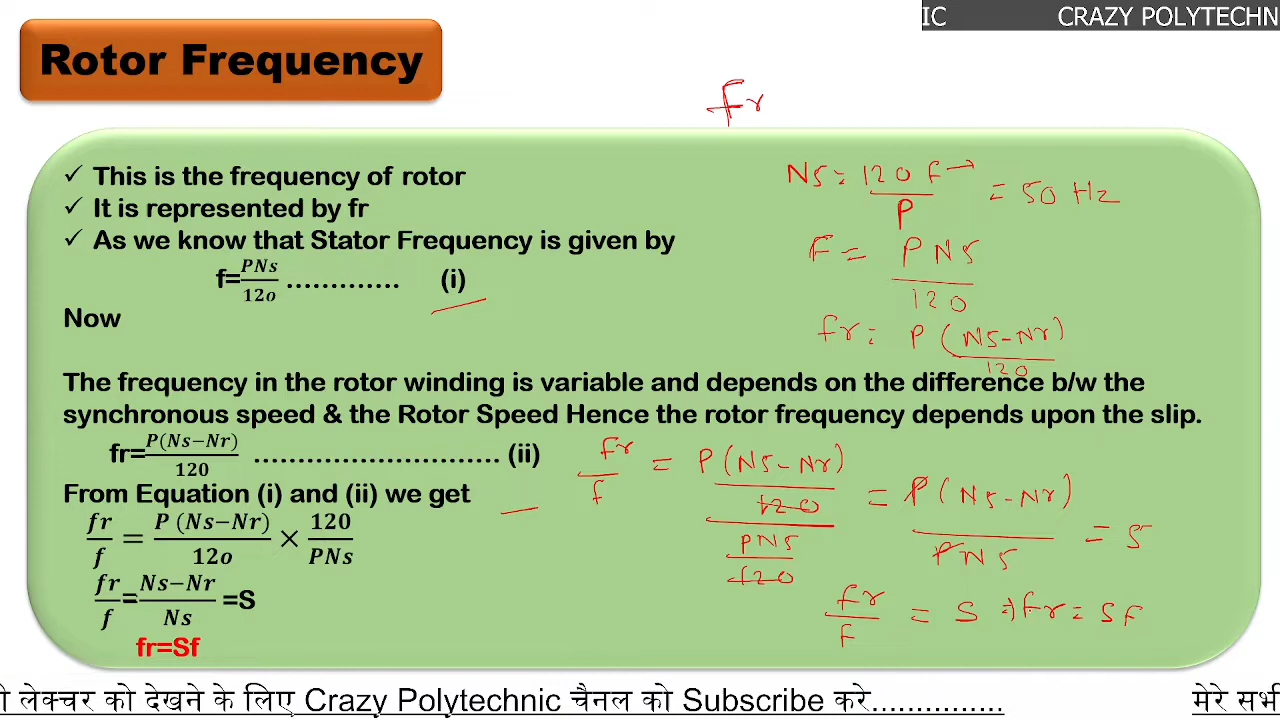 IC CRAZY POLYTECHN
Rotor Frequency
fr
✓ This is the frequency of rotor
✓ It is represented by fr
✓ As we know that Stator Frequency is given by
f=PNs/12o …………. (i)
Now
The frequency in the rotor winding is variable and depends on the difference b/w the
synchronous speed & the Rotor Speed Hence the rotor frequency depends upon the slip.
fr=P(Ns−Nr)/120 ………………………. (ii)
From Equation (i) and (ii) we get
fr/f = P (Ns−Nr)/12o × 120/PNs
fr/f=Ns−Nr/Ns =S
fr=Sf
Ns = 120 f/P = 50 Hz
F = PNS/120
fr = P (NS-Nr)/120
fr/f = P(NS-Nr)/120/PNS/120 = P(NS-Nr)/PNS = S
fr/f = S ⇒ fr = Sf
लेक्चर को देखने के लिए Crazy Polytechnic चैनल को Subscribe करे............... मेरे सभी